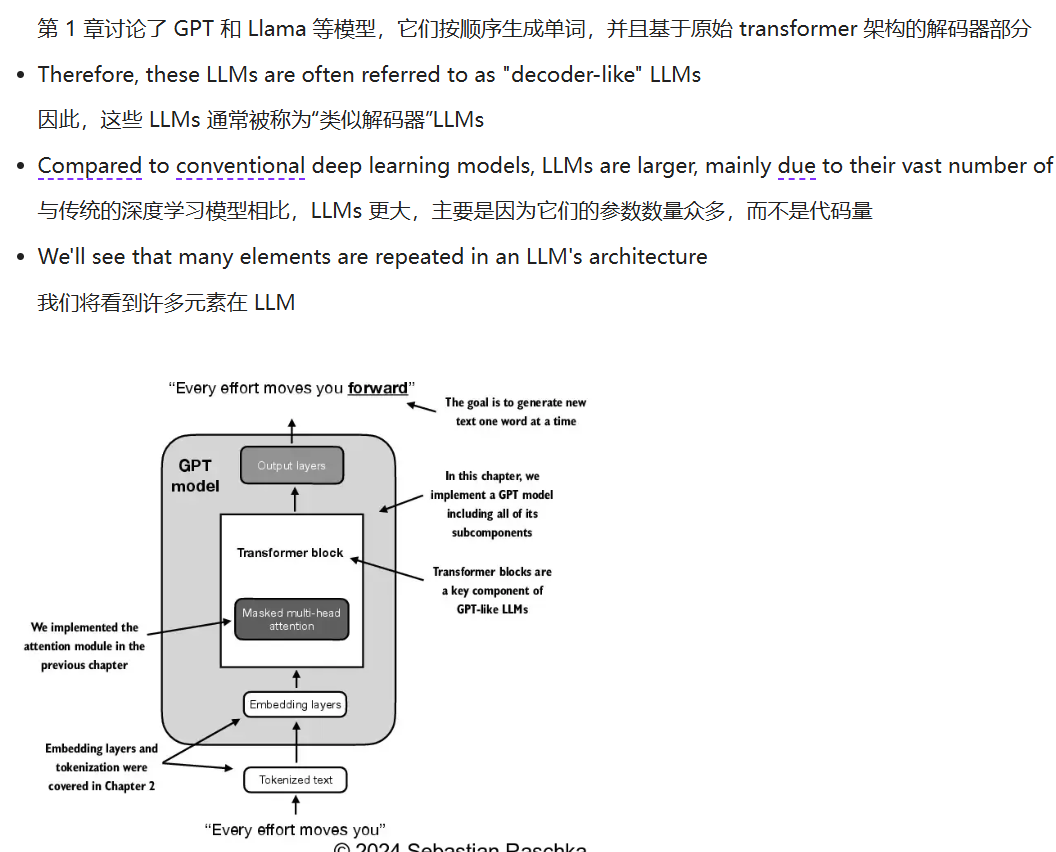 第 1 章讨论了 GPT 和 Llama 等模型，它们按顺序生成单词，并且基于原始 transformer 架构的解码器部分
Therefore, these LLMs are often referred to as "decoder-like" LLMs
因此，这些 LLMs 通常被称为“类似解码器”LLMs
Compared to conventional deep learning models, LLMs are larger, mainly due to their vast number of
与传统的深度学习模型相比，LLMs 更大，主要是因为它们的参数数量众多，而不是代码量
We'll see that many elements are repeated in an LLM's architecture
我们将看到许多元素在 LLM
“Every effort moves you forward”
The goal is to generate new
text one word at a time
GPT
model
Output layers
In this chapter, we
implement a GPT model
including all of its
subcomponents
Transformer block
Transformer blocks are
a key component of
GPT-like LLMs
Masked multi-head
attention
We implemented the
attention module in the
previous chapter
Embedding layers
Embedding layers and
tokenization were
covered in Chapter 2
Tokenized text
“Every effort moves you”
© 2024 Sebastian Raschka